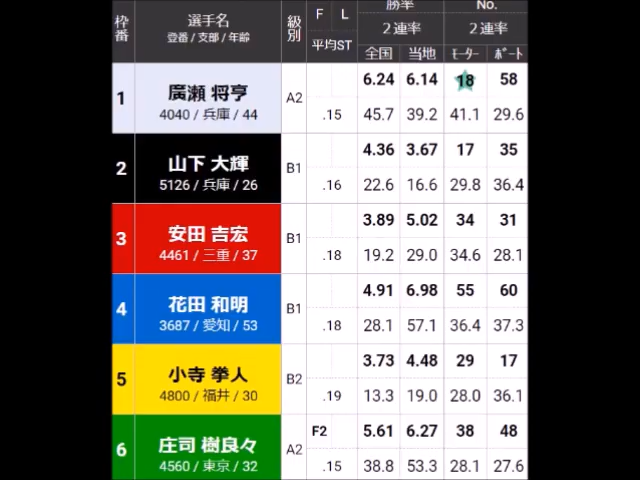 枠番 選手名 登番 / 支部 / 年齢 級別 F L 平均ST 勝率 2連率 全国 当地 No. 2連率 ﾓｰﾀｰ ﾎﾞｰﾄ
1 廣瀬 将亨 A2 6.24 6.14 18 58
4040 / 兵庫 / 44 .15 45.7 39.2 41.1 29.6
2 山下 大輝 B1 4.36 3.67 17 35
5126 / 兵庫 / 26 .16 22.6 16.6 29.8 36.4
3 安田 吉宏 B1 3.89 5.02 34 31
4461 / 三重 / 37 .18 19.2 29.0 34.6 28.1
4 花田 和明 B1 4.91 6.98 55 60
3687 / 愛知 / 53 .18 28.1 57.1 36.4 37.3
5 小寺 拳人 B2 3.73 4.48 29 17
4800 / 福井 / 30 .19 13.3 19.0 28.0 36.1
6 庄司 樹良々 A2 F2 5.61 6.27 38 48
4560 / 東京 / 32 .15 38.8 53.3 28.1 27.6